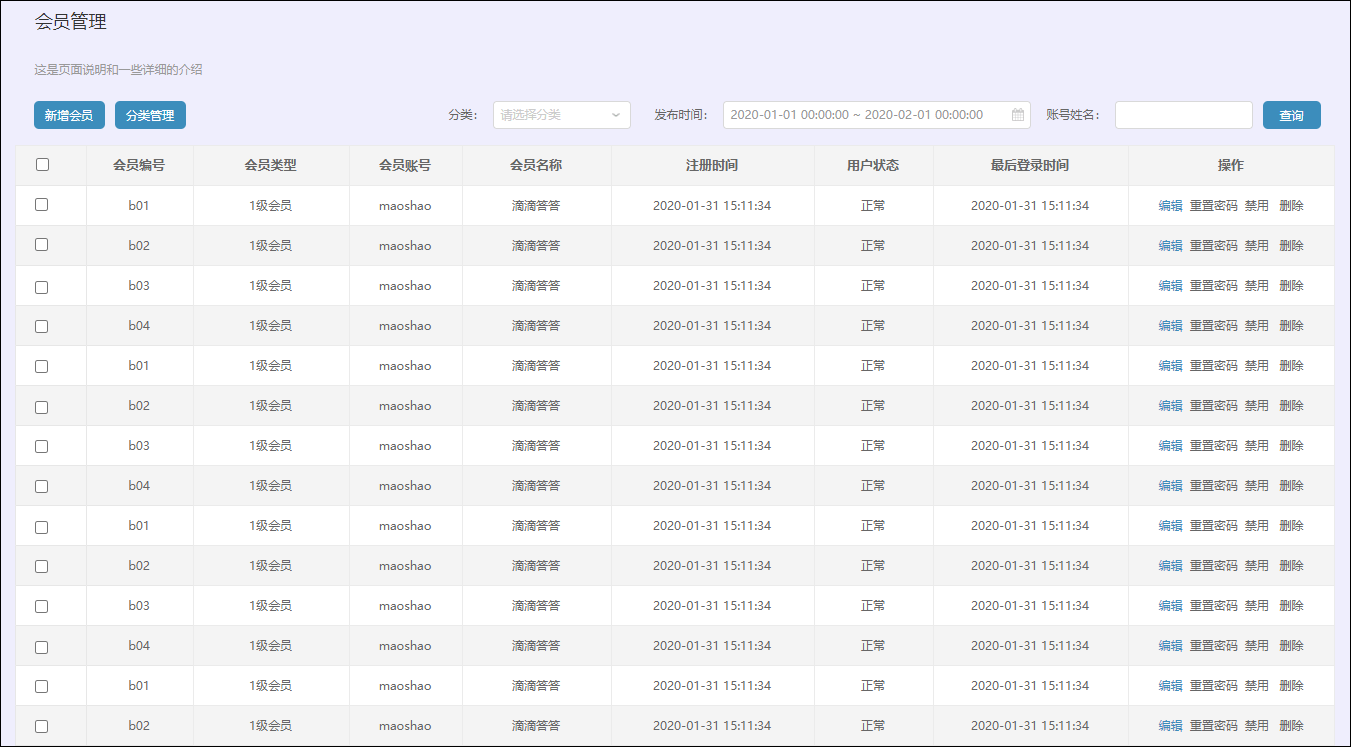 会员管理
这是页面说明和一些详细的介绍
新增会员 分类管理 分类： 请选择分类 发布时间： 2020-01-01 00:00:00 ~ 2020-02-01 00:00:00 账号姓名： 查询
会员编号 会员类型 会员账号 会员名称 注册时间 用户状态 最后登录时间 操作
b01 1级会员 maoshao 滴滴答答 2020-01-31 15:11:34 正常 2020-01-31 15:11:34 编辑 重置密码 禁用 删除
b02 1级会员 maoshao 滴滴答答 2020-01-31 15:11:34 正常 2020-01-31 15:11:34 编辑 重置密码 禁用 删除
b03 1级会员 maoshao 滴滴答答 2020-01-31 15:11:34 正常 2020-01-31 15:11:34 编辑 重置密码 禁用 删除
b04 1级会员 maoshao 滴滴答答 2020-01-31 15:11:34 正常 2020-01-31 15:11:34 编辑 重置密码 禁用 删除
b01 1级会员 maoshao 滴滴答答 2020-01-31 15:11:34 正常 2020-01-31 15:11:34 编辑 重置密码 禁用 删除
b02 1级会员 maoshao 滴滴答答 2020-01-31 15:11:34 正常 2020-01-31 15:11:34 编辑 重置密码 禁用 删除
b03 1级会员 maoshao 滴滴答答 2020-01-31 15:11:34 正常 2020-01-31 15:11:34 编辑 重置密码 禁用 删除
b04 1级会员 maoshao 滴滴答答 2020-01-31 15:11:34 正常 2020-01-31 15:11:34 编辑 重置密码 禁用 删除
b01 1级会员 maoshao 滴滴答答 2020-01-31 15:11:34 正常 2020-01-31 15:11:34 编辑 重置密码 禁用 删除
b02 1级会员 maoshao 滴滴答答 2020-01-31 15:11:34 正常 2020-01-31 15:11:34 编辑 重置密码 禁用 删除
b03 1级会员 maoshao 滴滴答答 2020-01-31 15:11:34 正常 2020-01-31 15:11:34 编辑 重置密码 禁用 删除
b04 1级会员 maoshao 滴滴答答 2020-01-31 15:11:34 正常 2020-01-31 15:11:34 编辑 重置密码 禁用 删除
b01 1级会员 maoshao 滴滴答答 2020-01-31 15:11:34 正常 2020-01-31 15:11:34 编辑 重置密码 禁用 删除
b02 1级会员 maoshao 滴滴答答 2020-01-31 15:11:34 正常 2020-01-31 15:11:34 编辑 重置密码 禁用 删除